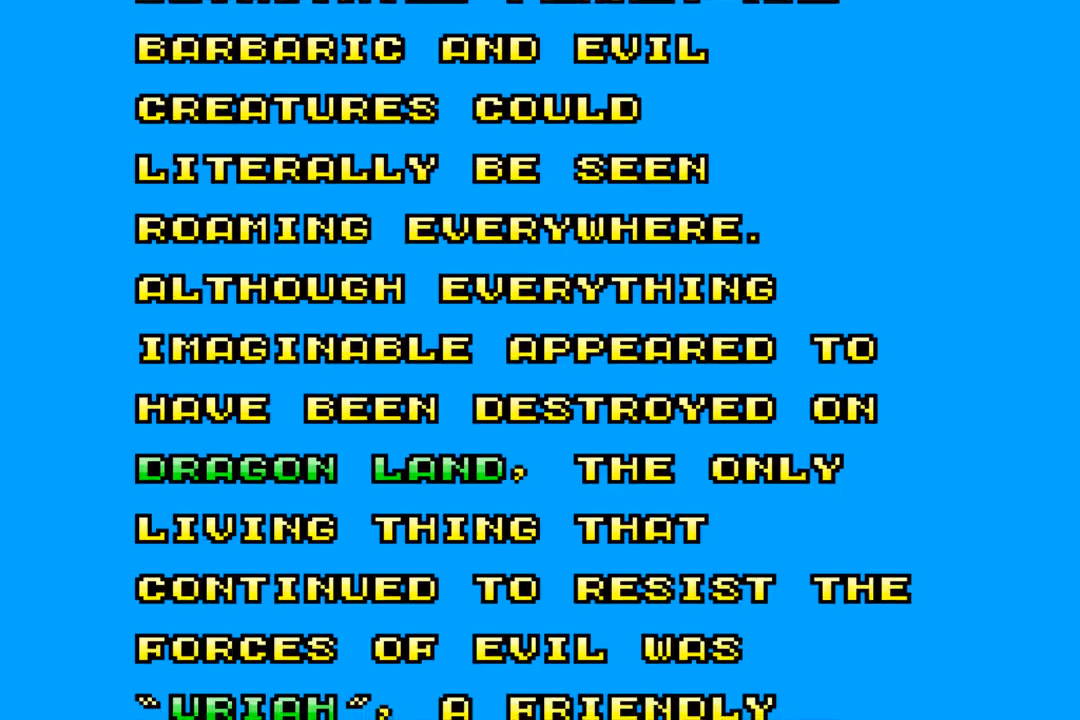 BARBARIC AND EVIL
CREATURES COULD
LITERALLY BE SEEN
ROAMING EVERYWHERE.
ALTHOUGH EVERYTHING
IMAGINABLE APPEARED TO
HAVE BEEN DESTROYED ON
DRAGON LAND, THE ONLY
LIVING THING THAT
CONTINUED TO RESIST THE
FORCES OF EVIL WAS
"URIAH", A FRIENDLY